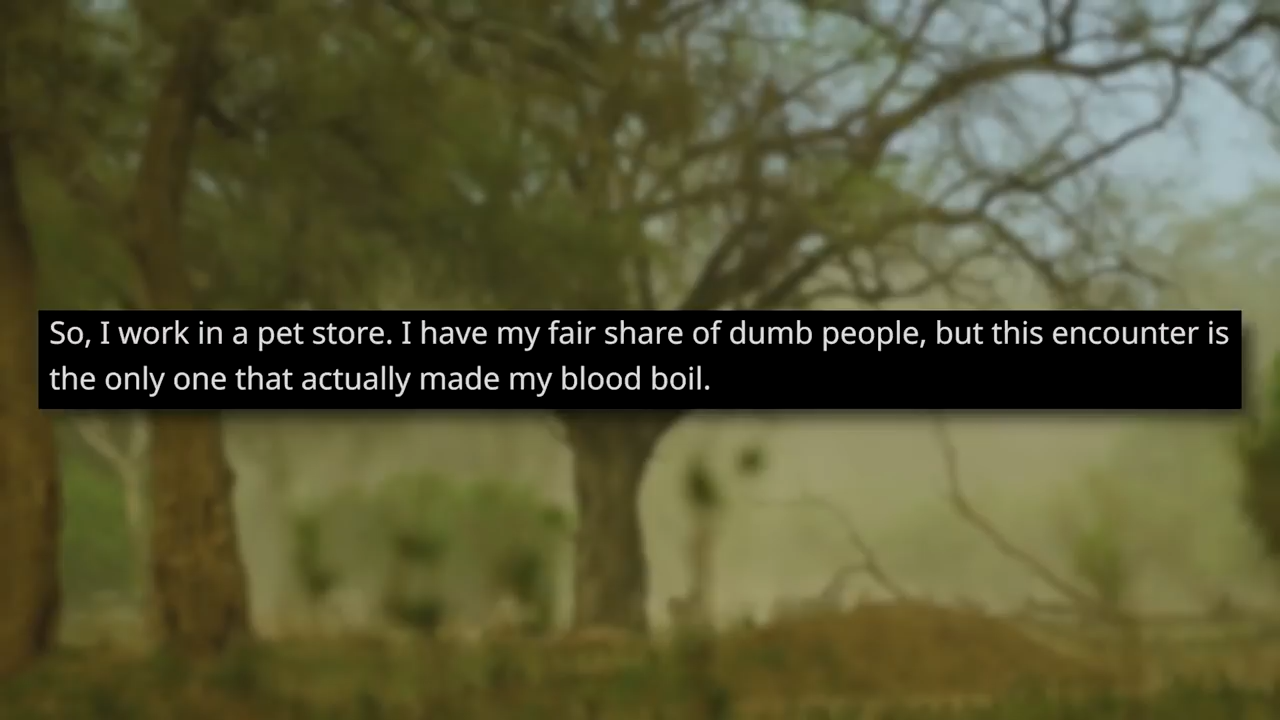 So, I work in a pet store. I have my fair share of dumb people, but this encounter is
the only one that actually made my blood boil.